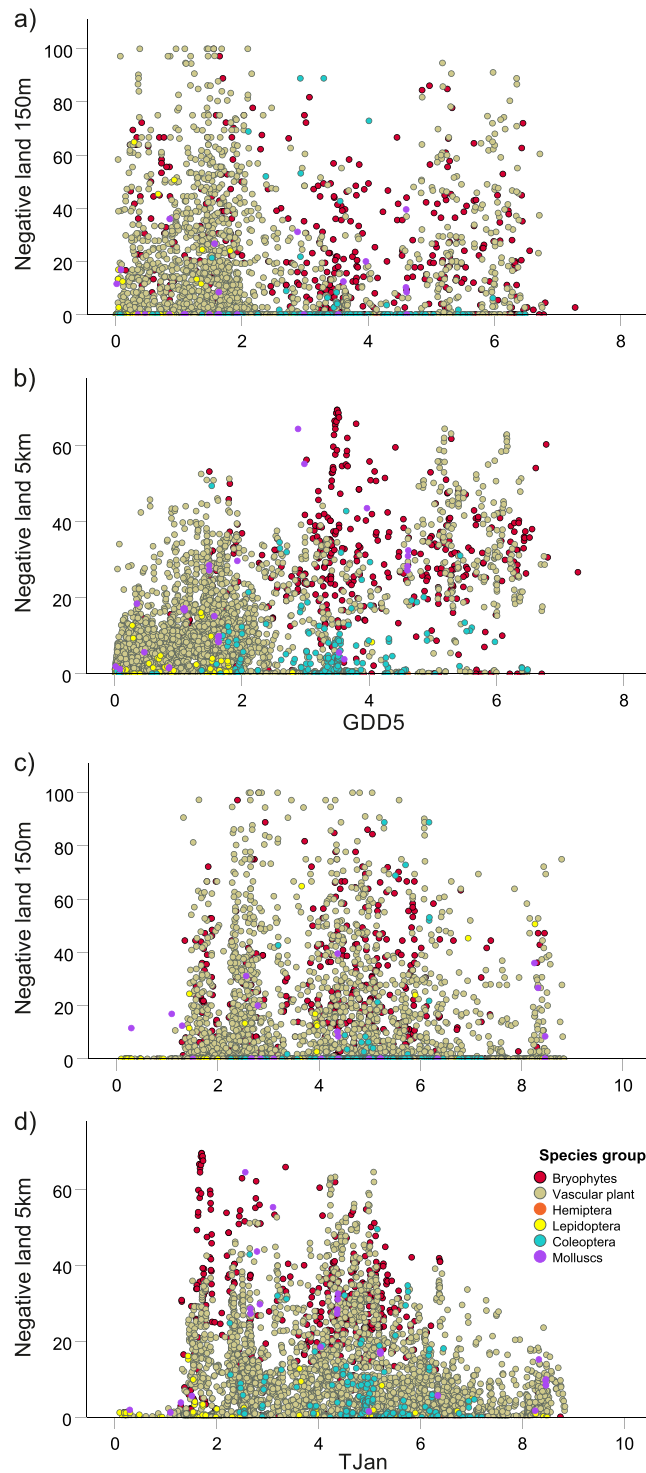 a)
Negative land 150m
100
80
60
40
20
0
0 2 4 6 8
b)
Negative land 5km
60
40
20
0
0 2 4 6 8
GDD5
c)
Negative land 150m
100
80
60
40
20
0
0 2 4 6 8 10
d)
Negative land 5km
60
40
20
0
0 2 4 6 8 10
TJan
Species group
Bryophytes
Vascular plant
Hemiptera
Lepidoptera
Coleoptera
Molluscs